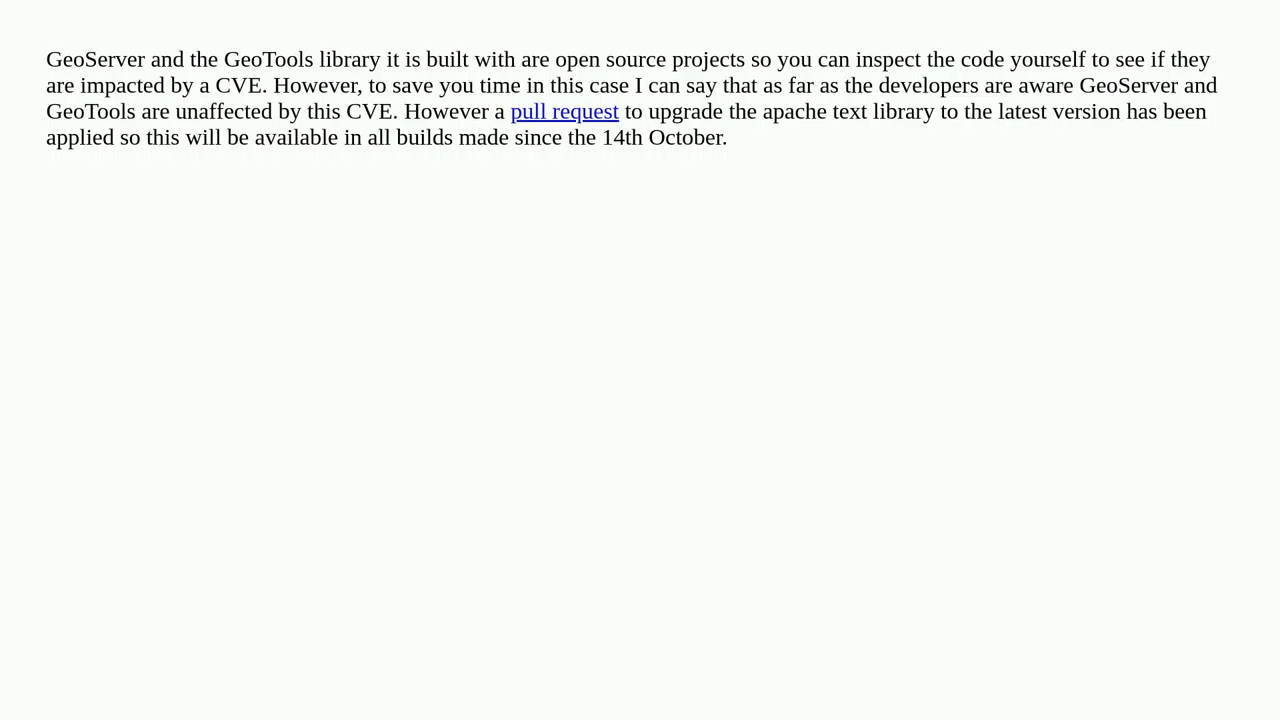 GeoServer and the GeoTools library it is built with are open source projects so you can inspect the code yourself to see if they
are impacted by a CVE. However, to save you time in this case I can say that as far as the developers are aware GeoServer and
GeoTools are unaffected by this CVE. However a pull request to upgrade the apache text library to the latest version has been
applied so this will be available in all builds made since the 14th October.